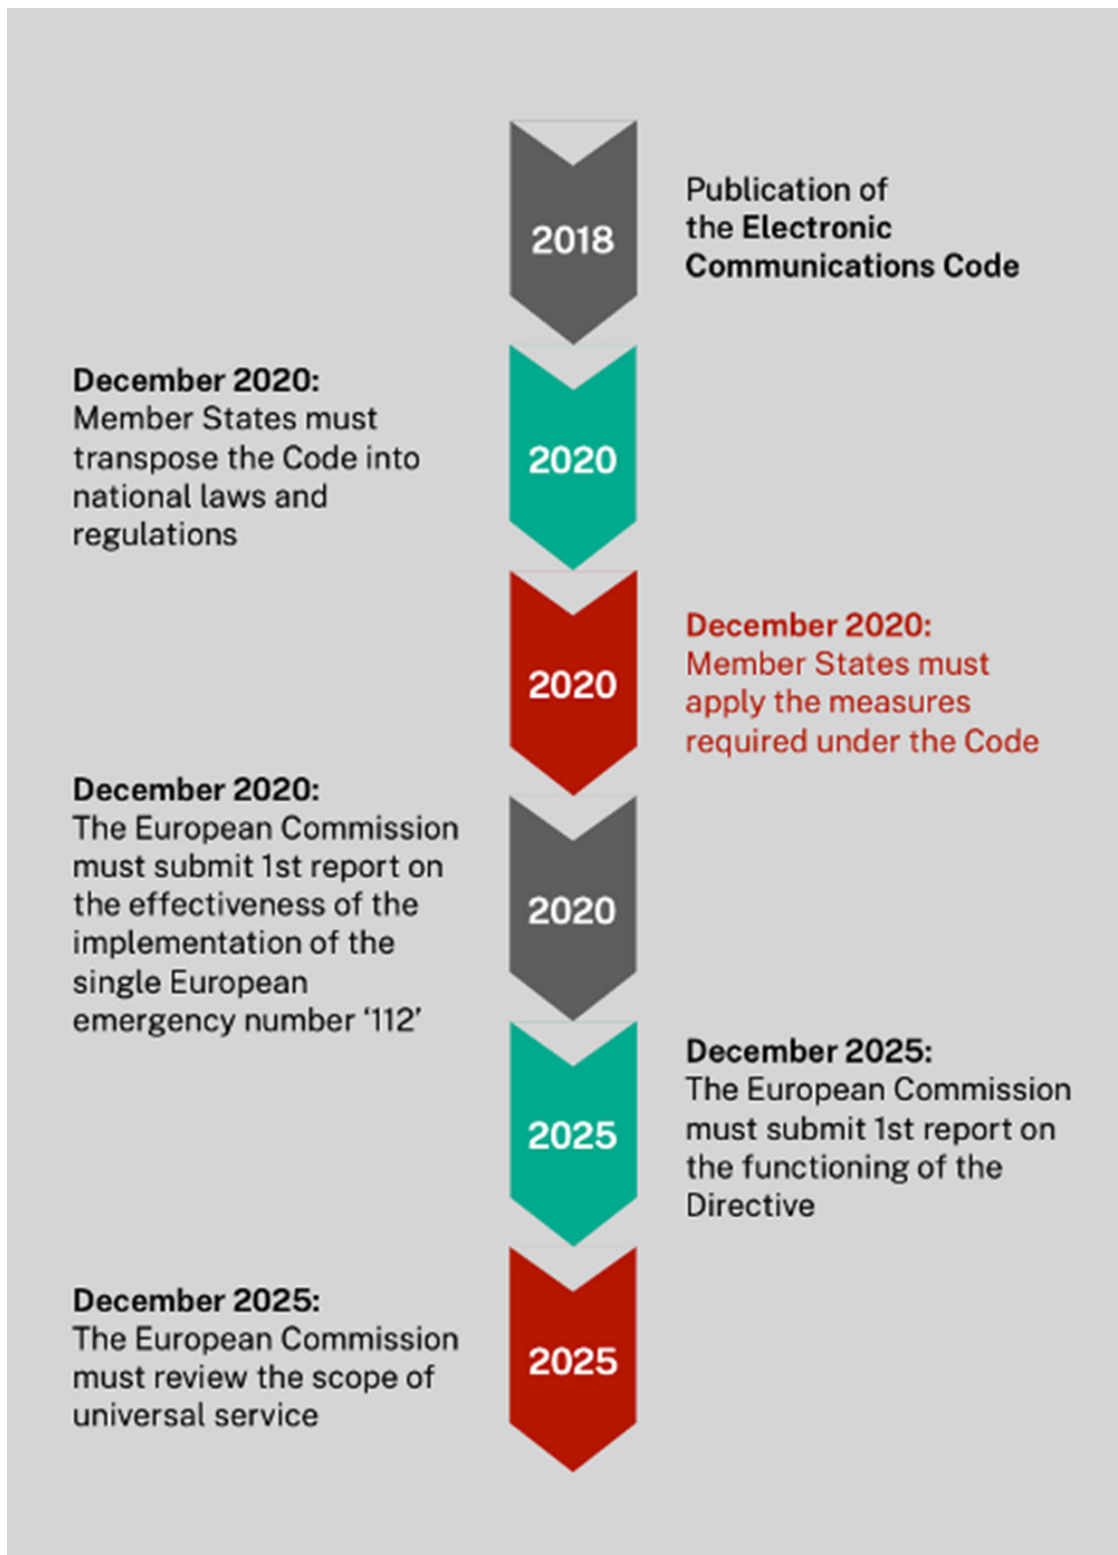 2018
Publication of
the Electronic
Communications Code
December 2020:
Member States must
transpose the Code into
national laws and
regulations
2020
2020
December 2020:
Member States must
apply the measures
required under the Code
December 2020:
The European Commission
must submit 1st report on
the effectiveness of the
implementation of the
single European
emergency number ‘112’
2020
2025
December 2025:
The European Commission
must submit 1st report on
the functioning of the
Directive
December 2025:
The European Commission
must review the scope of
universal service
2025